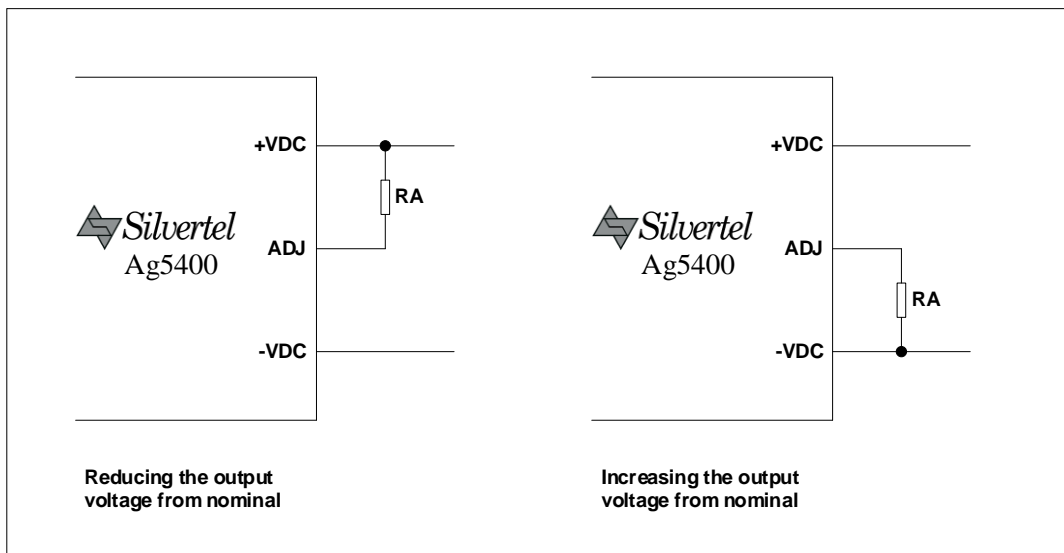 +VDC
RA
Silvertel
ADJ
Ag5400
-VDC
Reducing the output
voltage from nominal
+VDC
Silvertel
ADJ
Ag5400
RA
-VDC
Increasing the output
voltage from nominal